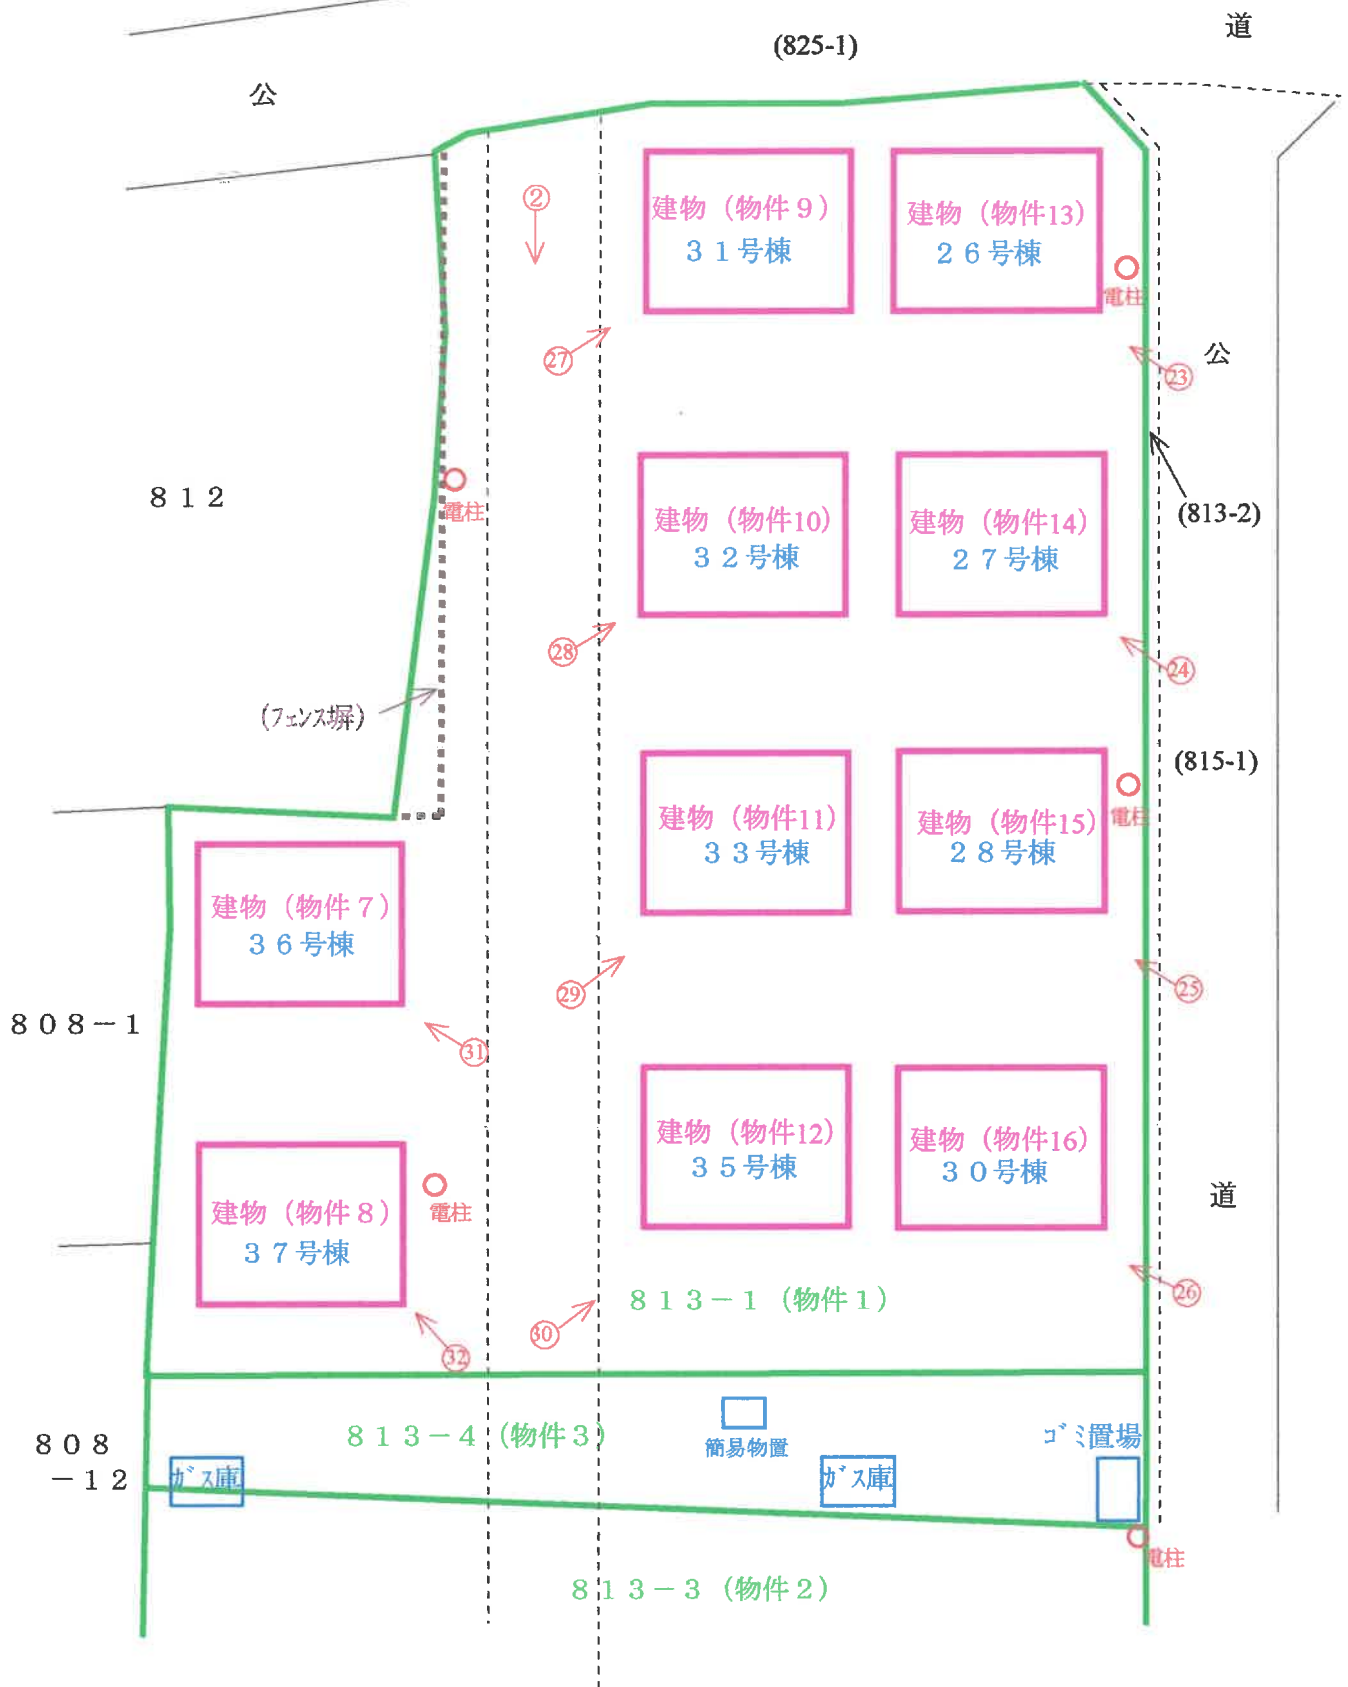 道
(825-1)
公
②
建物（物件９）
３１号棟
建物（物件13）
２６号棟
電柱
㉗
公
㉓
８１２
電柱
建物（物件10）
３２号棟
建物（物件14）
２７号棟
(813-2)
㉘
㉔
(フェンス塀)
(815-1)
建物（物件11）
３３号棟
建物（物件15）
２８号棟
電柱
建物（物件７）
３６号棟
㉙
㉕
８０８－１
㉛
建物（物件12）
３５号棟
建物（物件16）
３０号棟
建物（物件８）
３７号棟
電柱
道
８１３－１（物件１）
㉖
㉚
㉜
８１３－４（物件３）
簡易物置
ゴミ置場
８０８
－１２
ガス庫
ガス庫
電柱
８１３－３（物件２）